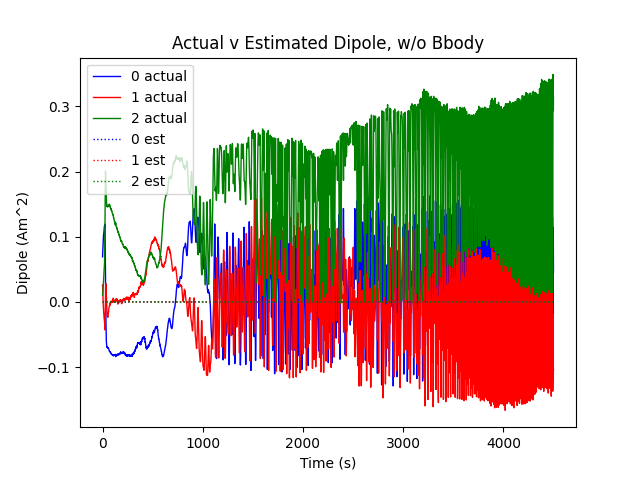 Actual v Estimated Dipole, w/o Bbody
0 actual
1 actual
2 actual
0 est
1 est
2 est
Dipole (Am^2)
0.3
0.2
0.1
0.0
−0.1
0 1000 2000 3000 4000
Time (s)